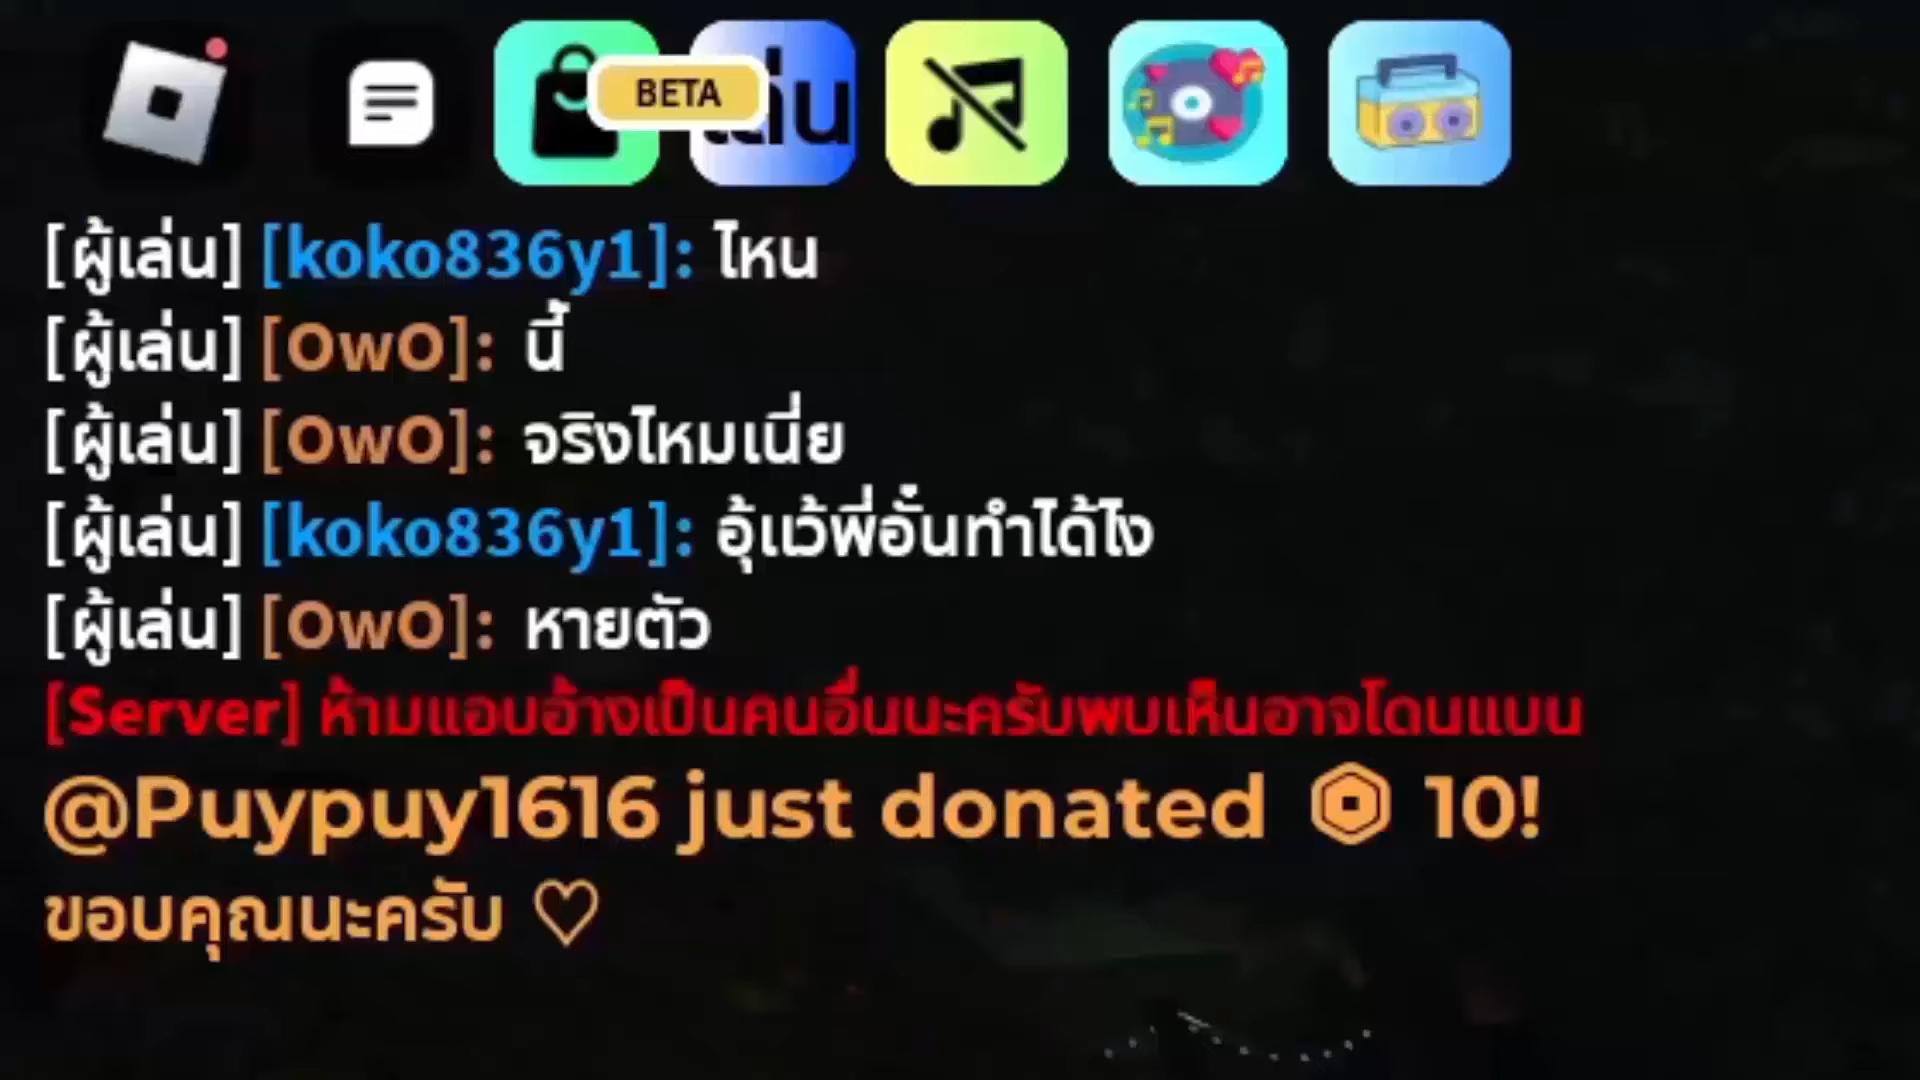 BETA
เล่น
[ผู้เล่น] [koko836y1]: ไหน
[ผู้เล่น] [OwO]: นี้
[ผู้เล่น] [OwO]: จริงไหมเนี่ย
[ผู้เล่น] [koko836y1]: อุ้แว้พี่อั๋นทำได้ไง
[ผู้เล่น] [OwO]: หายตัว
[Server] ห้ามแอบอ้างเป็นคนอื่นนะครับพบเห็นอาจโดนแบน
@Puypuy1616 just donated 10!
ขอบคุณนะครับ ♡